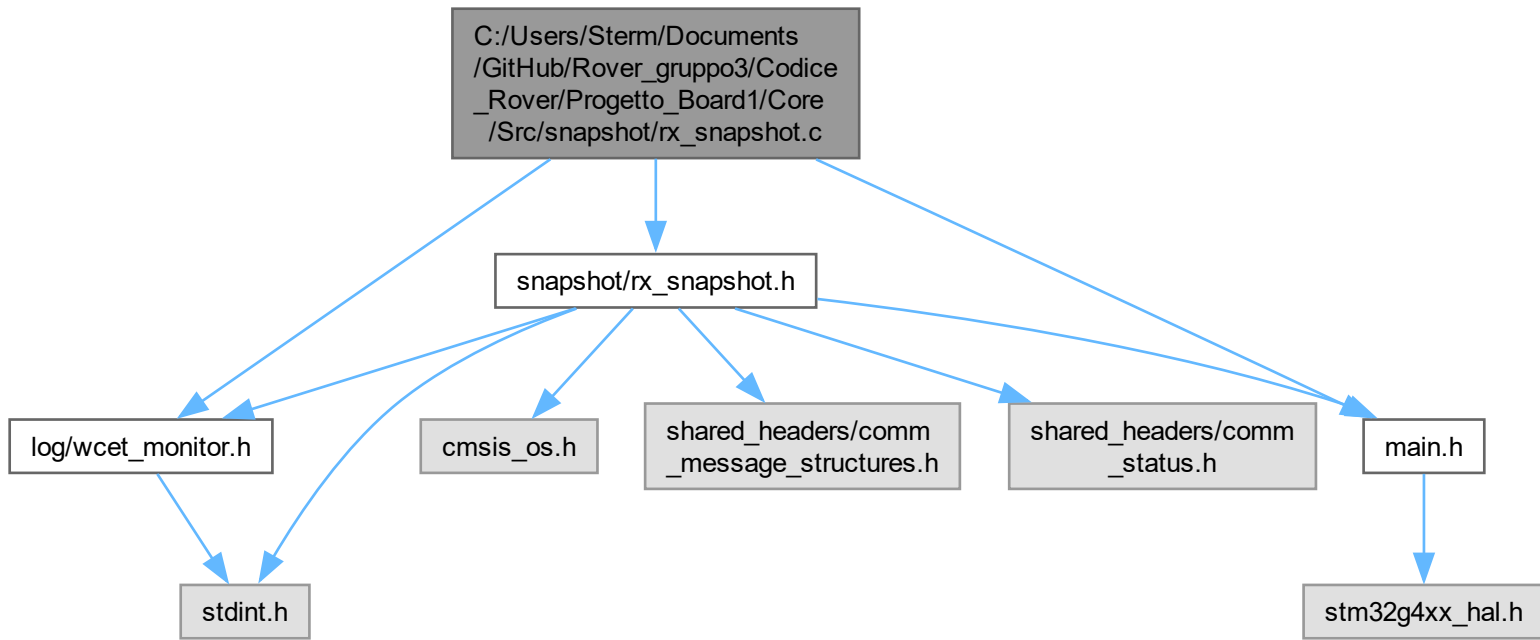 C:/Users/Sterm/Documents
/GitHub/Rover_gruppo3/Codice
_Rover/Progetto_Board1/Core
/Src/snapshot/rx_snapshot.c
snapshot/rx_snapshot.h
log/wcet_monitor.h
cmsis_os.h
shared_headers/comm
_message_structures.h
shared_headers/comm
_status.h
main.h
stdint.h
stm32g4xx_hal.h